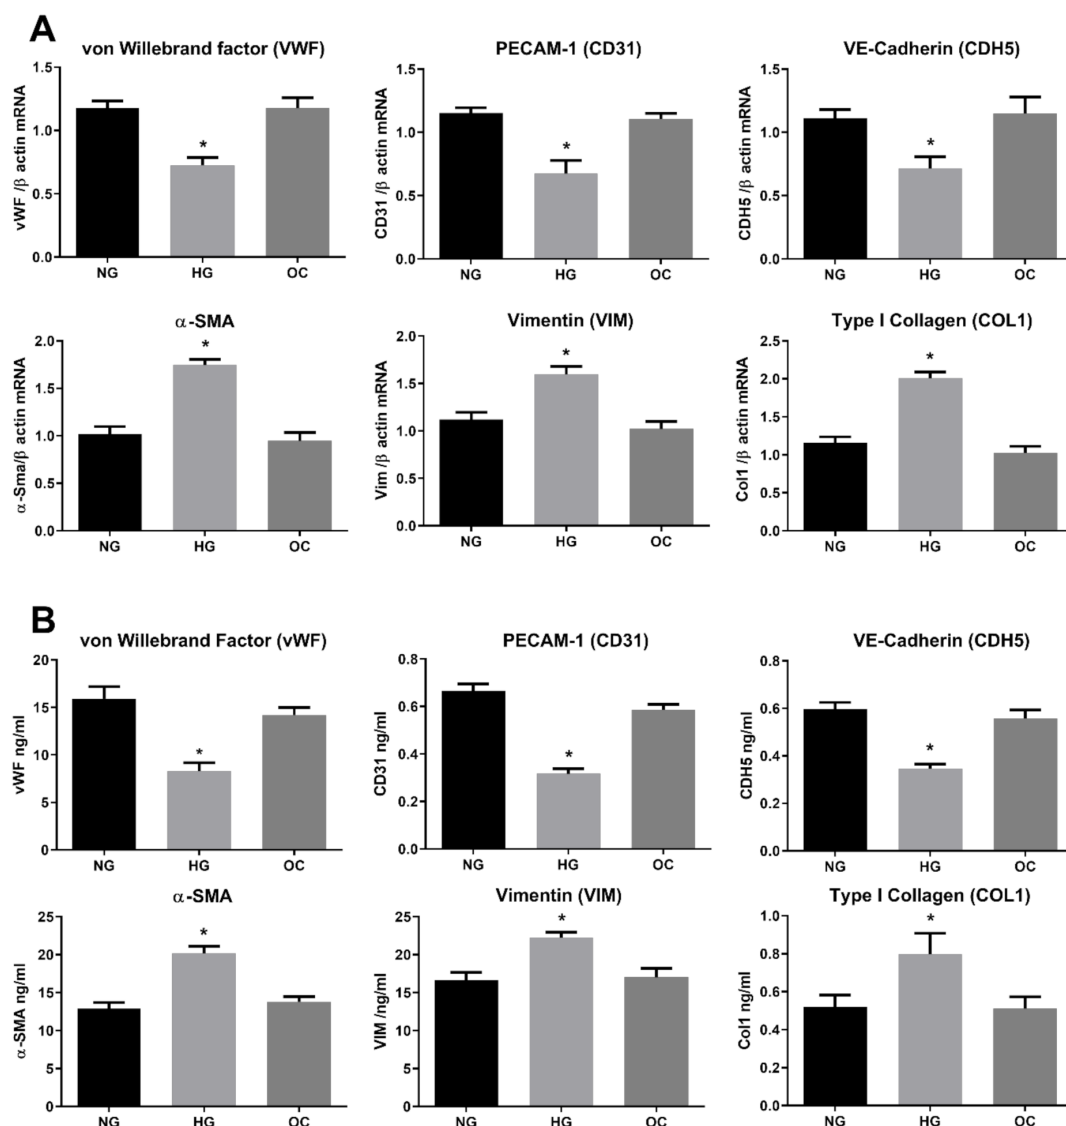 A
von Willebrand factor (VWF)
vWF /β actin mRNA
1.5
1.0
0.5
0.0
NG HG OC
*
PECAM-1 (CD31)
CD31 /β actin mRNA
1.5
1.0
0.5
0.0
NG HG OC
*
VE-Cadherin (CDH5)
CDH5 /β actin mRNA
1.5
1.0
0.5
0.0
NG HG OC
*
α-SMA
α-Sma/β actin mRNA
2.0
1.5
1.0
0.5
0.0
NG HG OC
*
Vimentin (VIM)
Vim /β actin mRNA
2.0
1.5
1.0
0.5
0.0
NG HG OC
*
Type I Collagen (COL1)
Col1 /β actin mRNA
2.5
2.0
1.5
1.0
0.5
0.0
NG HG OC
*
B
von Willebrand Factor (vWF)
vWF ng/ml
20
15
10
5
0
NG HG OC
*
PECAM-1 (CD31)
CD31 ng/ml
0.8
0.6
0.4
0.2
0.0
NG HG OC
*
VE-Cadherin (CDH5)
CDH5 ng/ml
0.8
0.6
0.4
0.2
0.0
NG HG OC
*
α-SMA
α-SMA ng/ml
25
20
15
10
5
0
NG HG OC
*
Vimentin (VIM)
VIM /ng/ml
25
20
15
10
5
0
NG HG OC
*
Type I Collagen (COL1)
Col1 ng/ml
1.0
0.8
0.6
0.4
0.2
0.0
NG HG OC
*